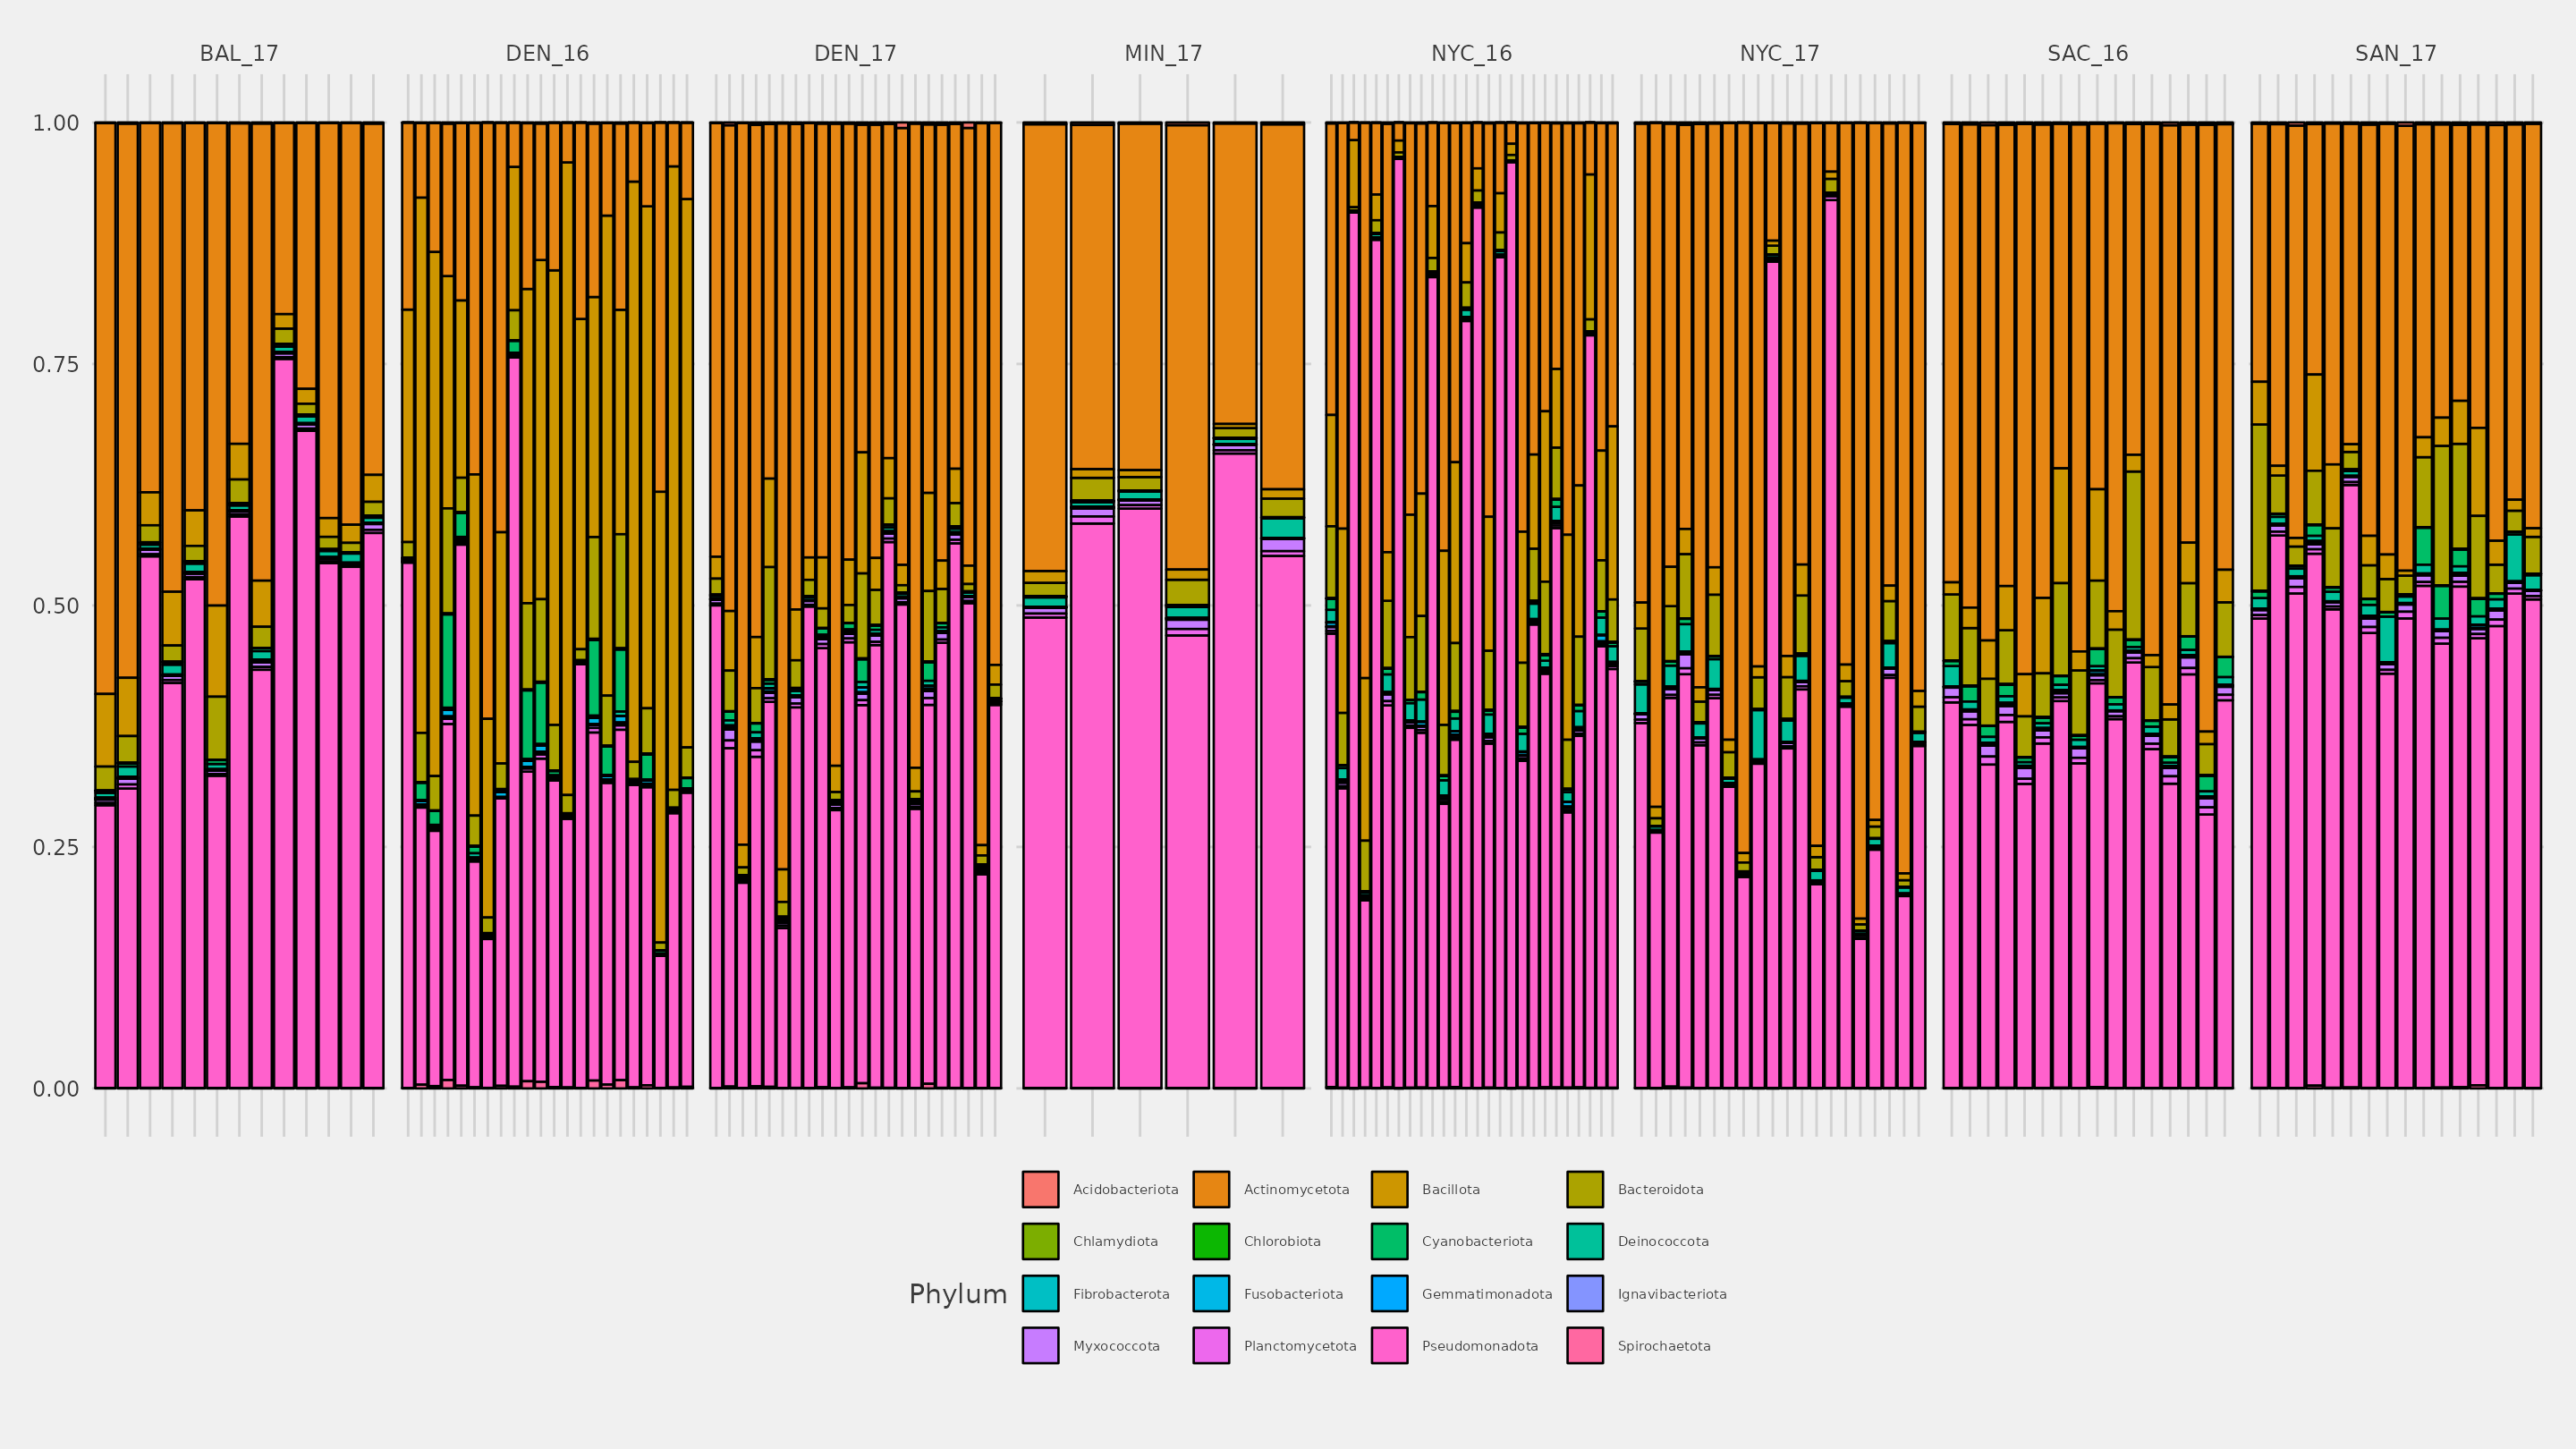 BAL_17 DEN_16 DEN_17 MIN_17 NYC_16 NYC_17 SAC_16 SAN_17
1.00
0.75
0.50
0.25
0.00
Acidobacteriota Actinomycetota Bacillota Bacteroidota
Chlamydiota Chlorobiota Cyanobacteriota Deinococcota
Phylum Fibrobacterota Fusobacteriota Gemmatimonadota Ignavibacteriota
Myxococcota Planctomycetota Pseudomonadota Spirochaetota